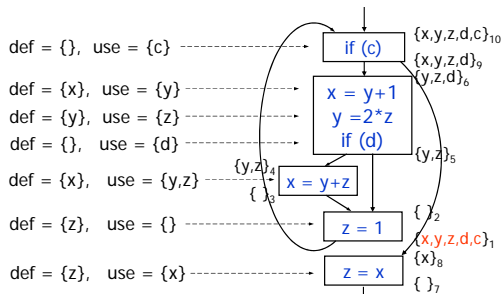 {x,y,z,d,c}10
def = {}, use = {c}
if (c)
{x,y,z,d}9
{y,z,d}6
def = {x}, use = {y}
x = y+1
def = {y}, use = {z}
y =2*z
def = {}, use = {d}
if (d)
{y,z}5
{y,z}4
def = {x}, use = {y,z}
x = y+z
{ }3
{ }2
def = {z}, use = {}
z = 1
{x,y,z,d,c}1
{x}8
def = {z}, use = {x}
z = x
{ }7